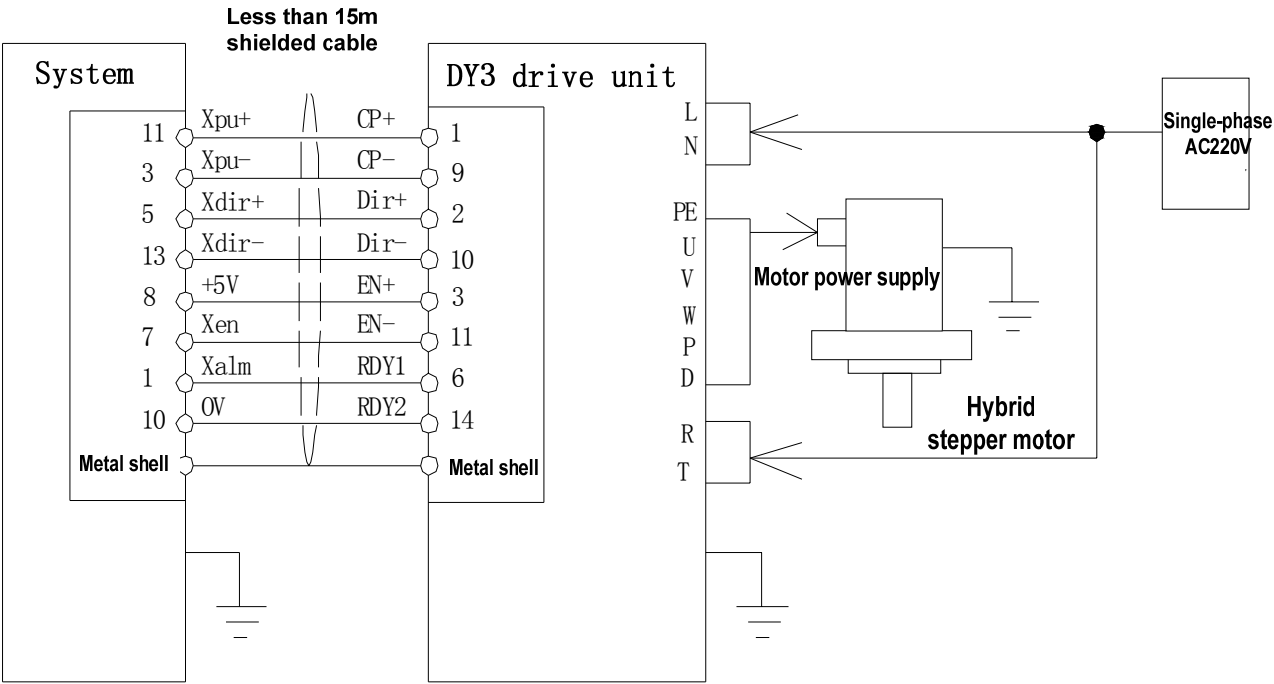 Less than 15m
shielded cable
System
DY3 drive unit
11 Xpu+ CP+ 1
3 Xpu- CP- 9
5 Xdir+ Dir+ 2
13 Xdir- Dir- 10
8 +5V EN+ 3
7 Xen EN- 11
1 Xalm RDY1 6
10 0V RDY2 14
Metal shell Metal shell
L
N
PE
U
V
W
P
D
R
T
Single-phase
AC220V
Motor power supply
Hybrid
stepper motor